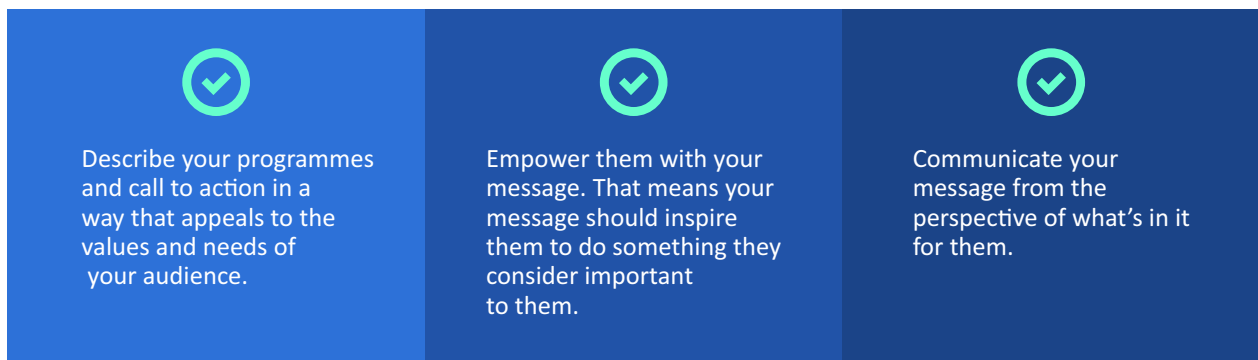 Describe your programmes
and call to action in a
way that appeals to the
values and needs of
your audience.
Empower them with your
message. That means your
message should inspire
them to do something they
consider important
to them.
Communicate your
message from the
perspective of what’s in it
for them.